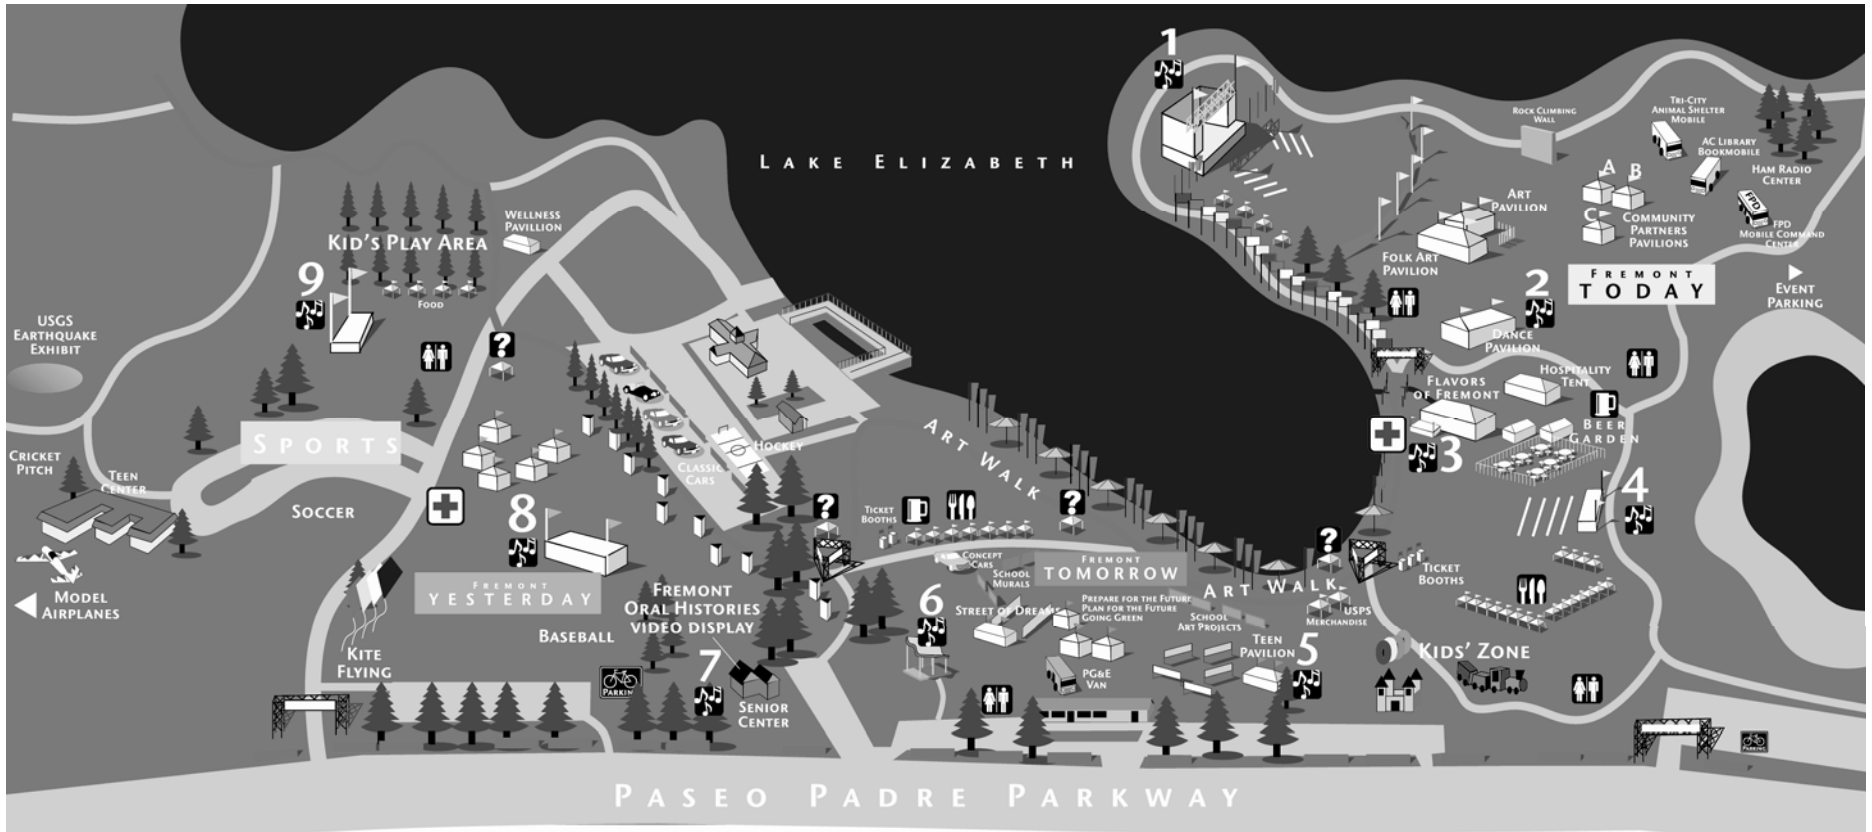 1
LAKE ELIZABETH
ROCK CLIMBING
WALL
TRI-CITY
ANIMAL SHELTER
MOBILE
AC LIBRARY
BOOKMOBILE
HAM RADIO
CENTER
A
B
C
COMMUNITY
PARTNERS
PAVILIONS
FPD
FPD
MOBILE COMMAND
CENTER
ART
PAVILION
FOLK ART
PAVILION
WELLNESS
PAVILLION
KID'S PLAY AREA
9
FOOD
2
FREMONT
TODAY
EVENT
PARKING
USGS
EARTHQUAKE
EXHIBIT
?
DANCE
PAVILION
HOSPITALITY
TENT
FLAVORS
OF FREMONT
BEER
GARDEN
3
4
SPORTS
CRICKET
PITCH
TEEN
CENTER
SOCCER
HOCKEY
CLASSIC
CARS
ART WALK
8
?
TICKET
BOOTHS
?
?
TICKET
BOOTHS
MODEL
AIRPLANES
FREMONT
YESTERDAY
FREMONT
ORAL HISTORIES
VIDEO DISPLAY
BASEBALL
KITE
FLYING
CONCEPT
CARS
SCHOOL
MURALS
FREMONT
TOMORROW
ART WALK
6
STREET OF DREAMS
PREPARE FOR THE FUTURE
PLAN FOR THE FUTURE
GOING GREEN
SCHOOL
ART PROJECTS
USPS
MERCHANDISE
TEEN
PAVILION
5
KIDS' ZONE
PG&E
VAN
7
PARKING
SENIOR
CENTER
PARKING
PASEO PADRE PARKWAY